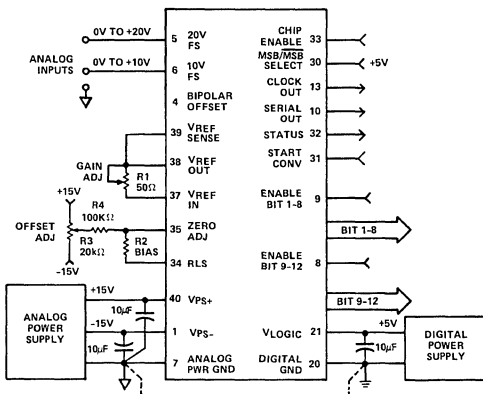 0V TO +20V
5
20V
FS
ANALOG
INPUTS
0V TO +10V
6
10V
FS
4
BIPOLAR
OFFSET
39
VREF
SENSE
38
VREF
OUT
GAIN
ADJ
R1
50Ω
37
VREF
IN
+15V
R4
100KΩ
OFFSET
ADJ
R3
20kΩ
-15V
35
ZERO
ADJ
R2
BIAS
34
RLS
ANALOG
POWER
SUPPLY
+15V
10μF
40
VPS+
-15V
10μF
1
VPS-
7
ANALOG
PWR GND
CHIP
ENABLE
33
MSB/MSB
SELECT
30
+5V
CLOCK
OUT
13
SERIAL
OUT
10
STATUS
32
START
CONV
31
ENABLE
BIT 1-8
9
BIT 1-8
ENABLE
BIT 9-12
8
BIT 9-12
VLOGIC
21
+5V
10μF
DIGITAL
GND
20
DIGITAL
POWER
SUPPLY